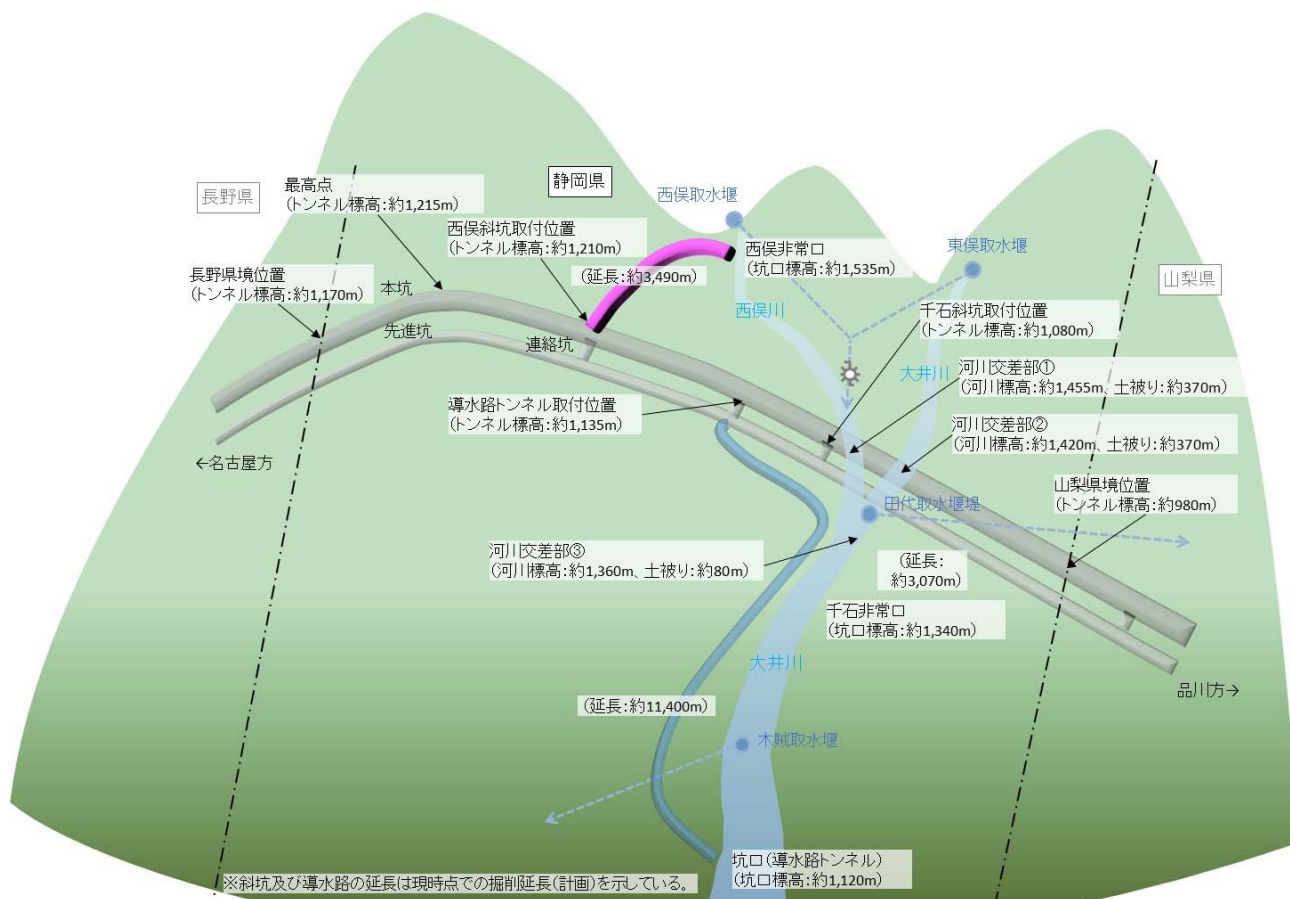 静岡県
長野県
最高点
(トンネル標高:約1,215m)
西俣取水堰
西俣斜坑取付位置
(トンネル標高:約1,210m)
西俣非常口
(坑口標高:約1,535m)
東俣取水堰
長野県境位置
(トンネル標高:約1,170m)
(延長:約3,490m)
山梨県
本坑
西俣川
千石斜坑取付位置
(トンネル標高:約1,080m)
先進坑
連絡坑
大井川
河川交差部①
(河川標高:約1,455m、土被り:約370m)
導水路トンネル取付位置
(トンネル標高:約1,135m)
河川交差部②
(河川標高:約1,420m、土被り:約370m)
←名古屋方
山梨県境位置
(トンネル標高:約980m)
田代取水堰堤
河川交差部③
(河川標高:約1,360m、土被り:約80m)
(延長:
約3,070m)
千石非常口
(坑口標高:約1,340m)
大井川
品川方→
(延長:約11,400m)
木賊取水堰
坑口(導水路トンネル)
(坑口標高:約1,120m)
※斜坑及び導水路の延長は現時点での掘削延長(計画)を示している。